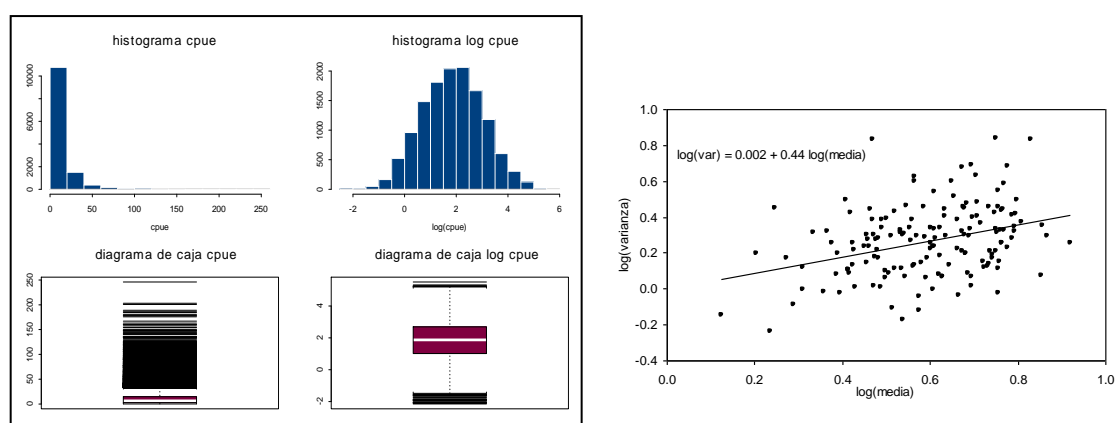 histograma cpue
0 2000 6000 10000
0 50 100 150 200 250
cpue
histograma log cpue
0 500 1000 1500 2000
-2 0 2 4 6
log(cpue)
diagrama de caja cpue
0 50 100 150 200 250
diagrama de caja log cpue
-2 0 2 4
log(var) = 0.002 + 0.44 log(media)
log(varianza)
1.0
0.8
0.6
0.4
0.2
0.0
-0.2
-0.4
0.0 0.2 0.4 0.6 0.8 1.0
log(media)